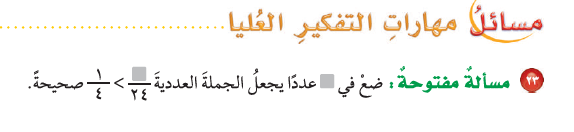 مسائلُ مهاراتِ التفكيرِ العُليا
٢٣ مسألةٌ مفتوحةٌ: ضعْ في □ عددًا يجعلُ الجملةَ العدديةَ □/٢٤ < ١/٤ صحيحةً.